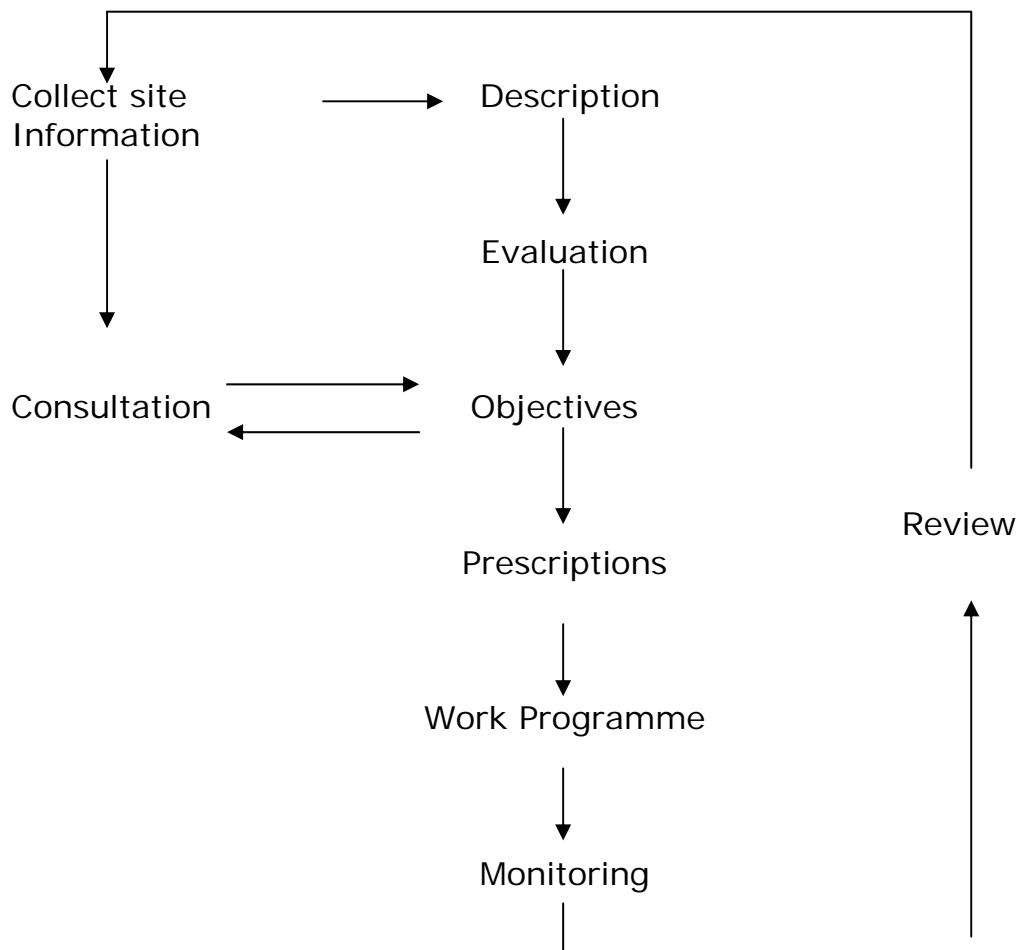 Collect site
Information
Description
Evaluation
Consultation
Objectives
Review
Prescriptions
Work Programme
Monitoring